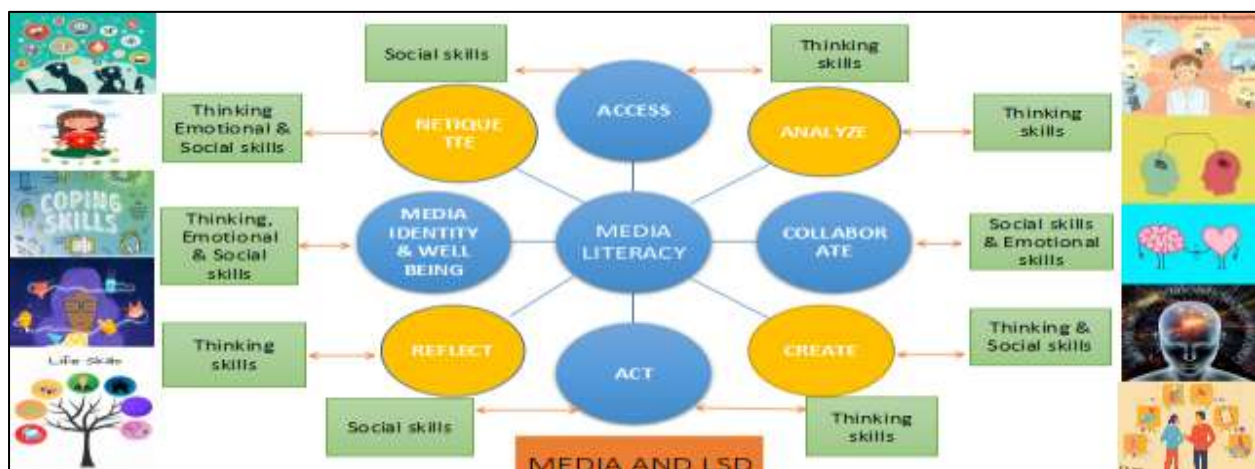 Social skills
Thinking
skills
ACCESS
NETIQUE
TTE
ANALYZE
Thinking
Emotional &
Social skills
Thinking
skills
COPING
SKILLS
Thinking,
Emotional
& Social
skills
MEDIA
IDENTITY
& WELL
BEING
MEDIA
LITERACY
COLLABOR
ATE
Social skills
& Emotional
skills
Thinking
skills
REFLECT
CREATE
Thinking &
Social skills
Life Skills
ACT
Social skills
Thinking
skills
MEDIA AND LSD